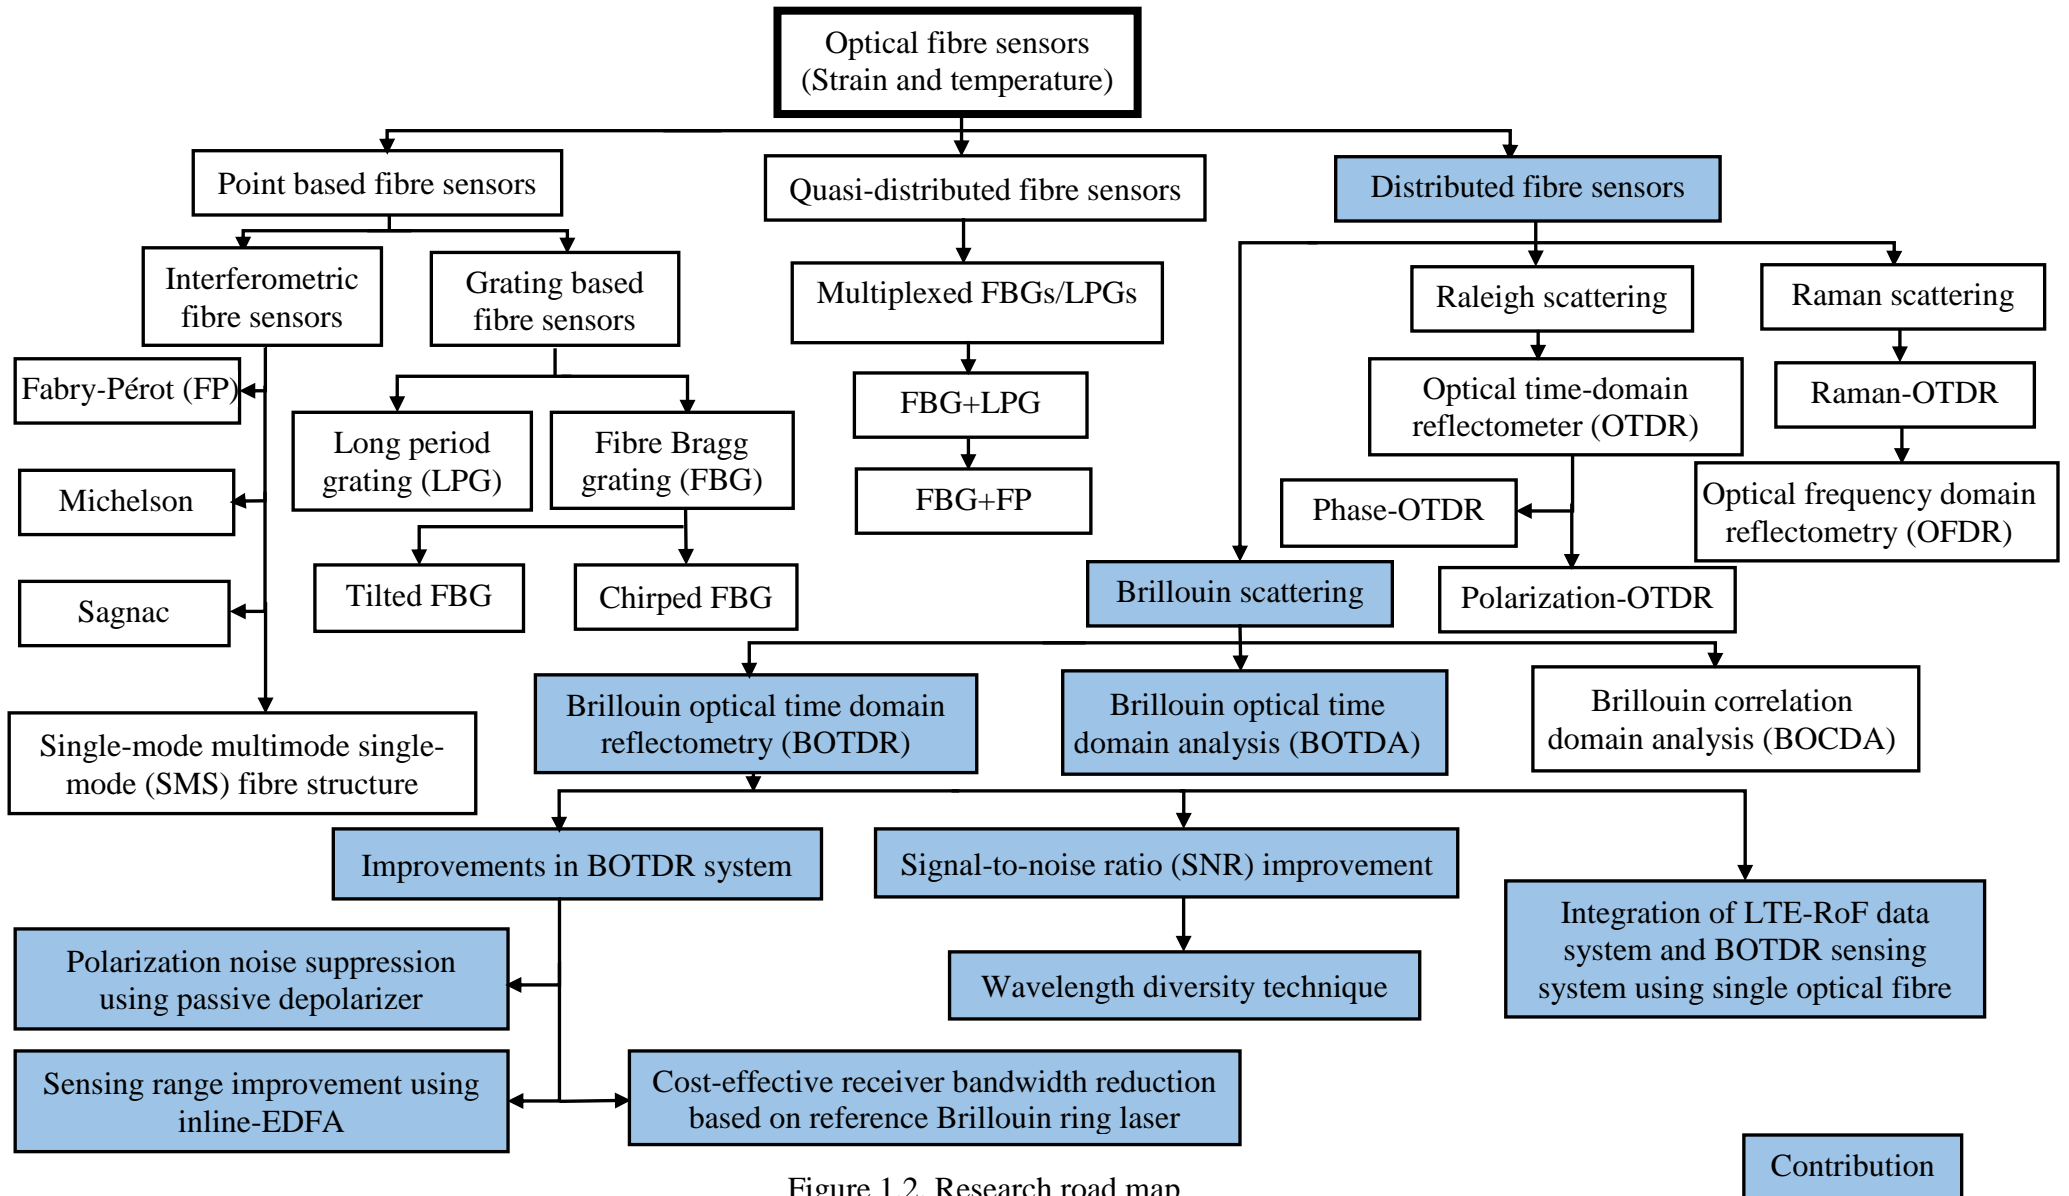 Optical fibre sensors
(Strain and temperature)
Point based fibre sensors
Quasi-distributed fibre sensors
Distributed fibre sensors
Interferometric
fibre sensors
Grating based
fibre sensors
Multiplexed FBGs/LPGs
Raleigh scattering
Raman scattering
Fabry-Pérot (FP)
Long period
grating (LPG)
Fibre Bragg
grating (FBG)
FBG+LPG
Optical time-domain
reflectometer (OTDR)
Raman-OTDR
Michelson
FBG+FP
Phase-OTDR
Optical frequency domain
reflectometry (OFDR)
Sagnac
Tilted FBG
Chirped FBG
Brillouin scattering
Polarization-OTDR
Single-mode multimode single-
mode (SMS) fibre structure
Brillouin optical time domain
reflectometry (BOTDR)
Brillouin optical time
domain analysis (BOTDA)
Brillouin correlation
domain analysis (BOCDA)
Improvements in BOTDR system
Signal-to-noise ratio (SNR) improvement
Integration of LTE-RoF data
system and BOTDR sensing
system using single optical fibre
Polarization noise suppression
using passive depolarizer
Wavelength diversity technique
Sensing range improvement using
inline-EDFA
Cost-effective receiver bandwidth reduction
based on reference Brillouin ring laser
Contribution
Figure 1.2. Research road map